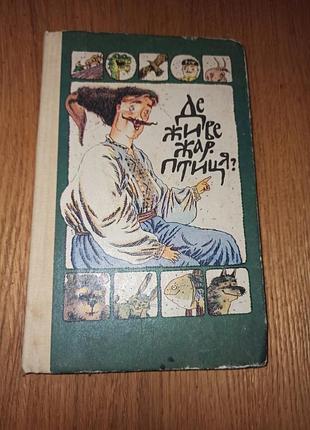 Де
живе
жар-
птиця?